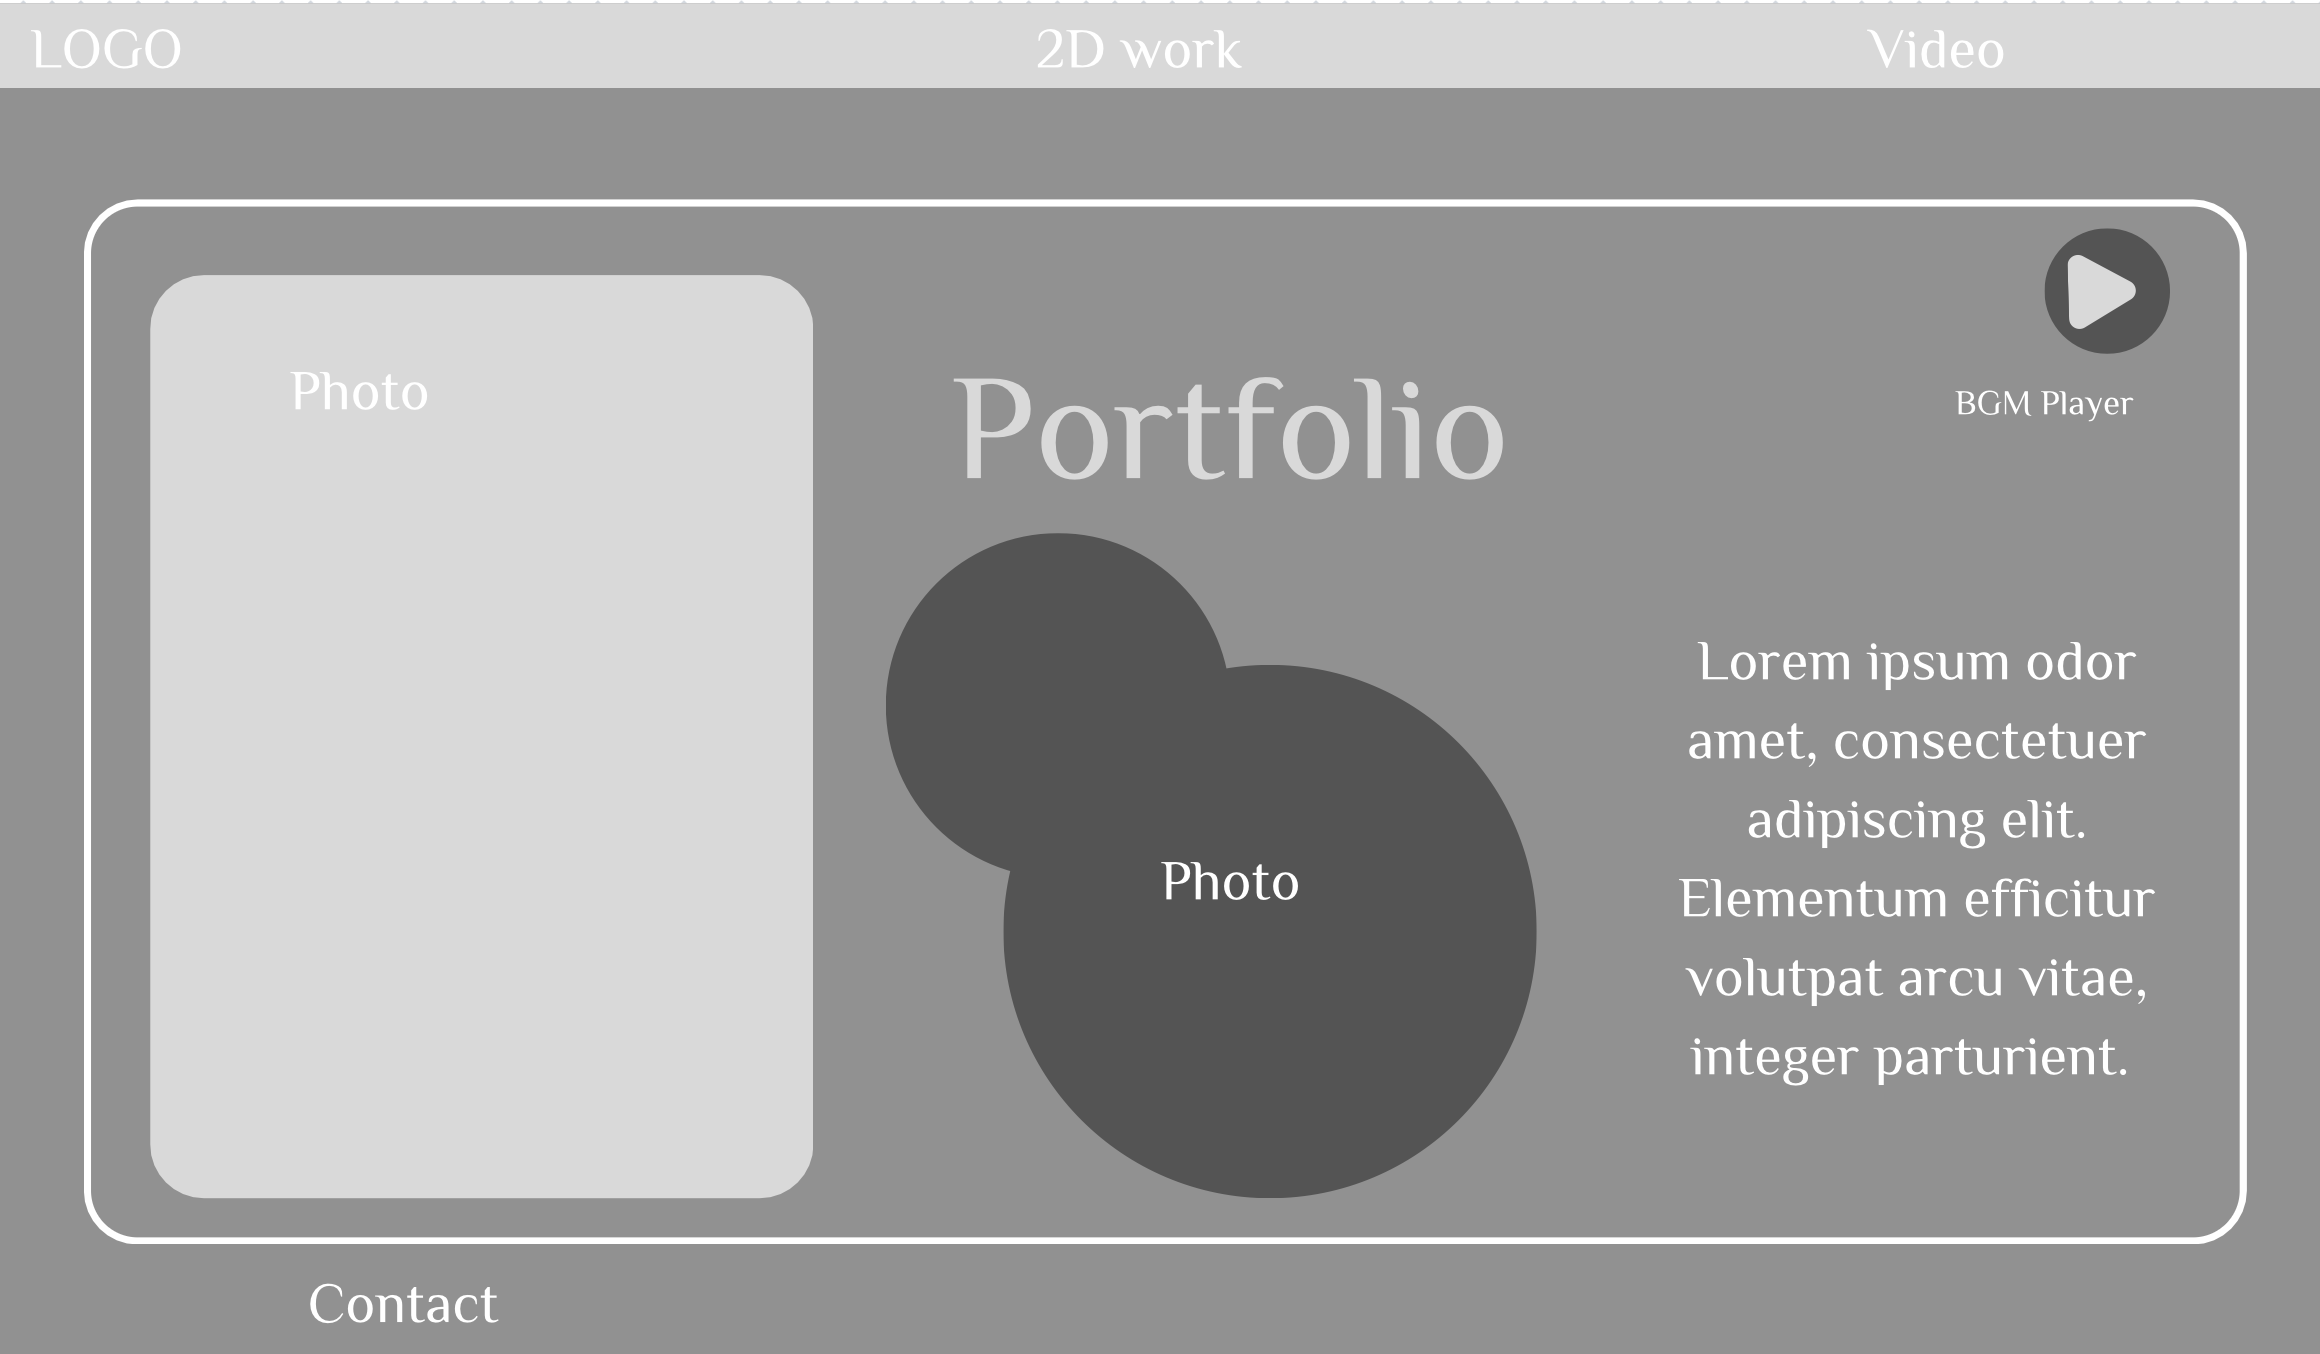 LOGO
2D work
Video
Photo
Portfolio
BGM Player
Photo
Lorem ipsum odor
amet, consectetuer
adipiscing elit.
Elementum efficitur
volutpat arcu vitae,
integer parturient.
Contact